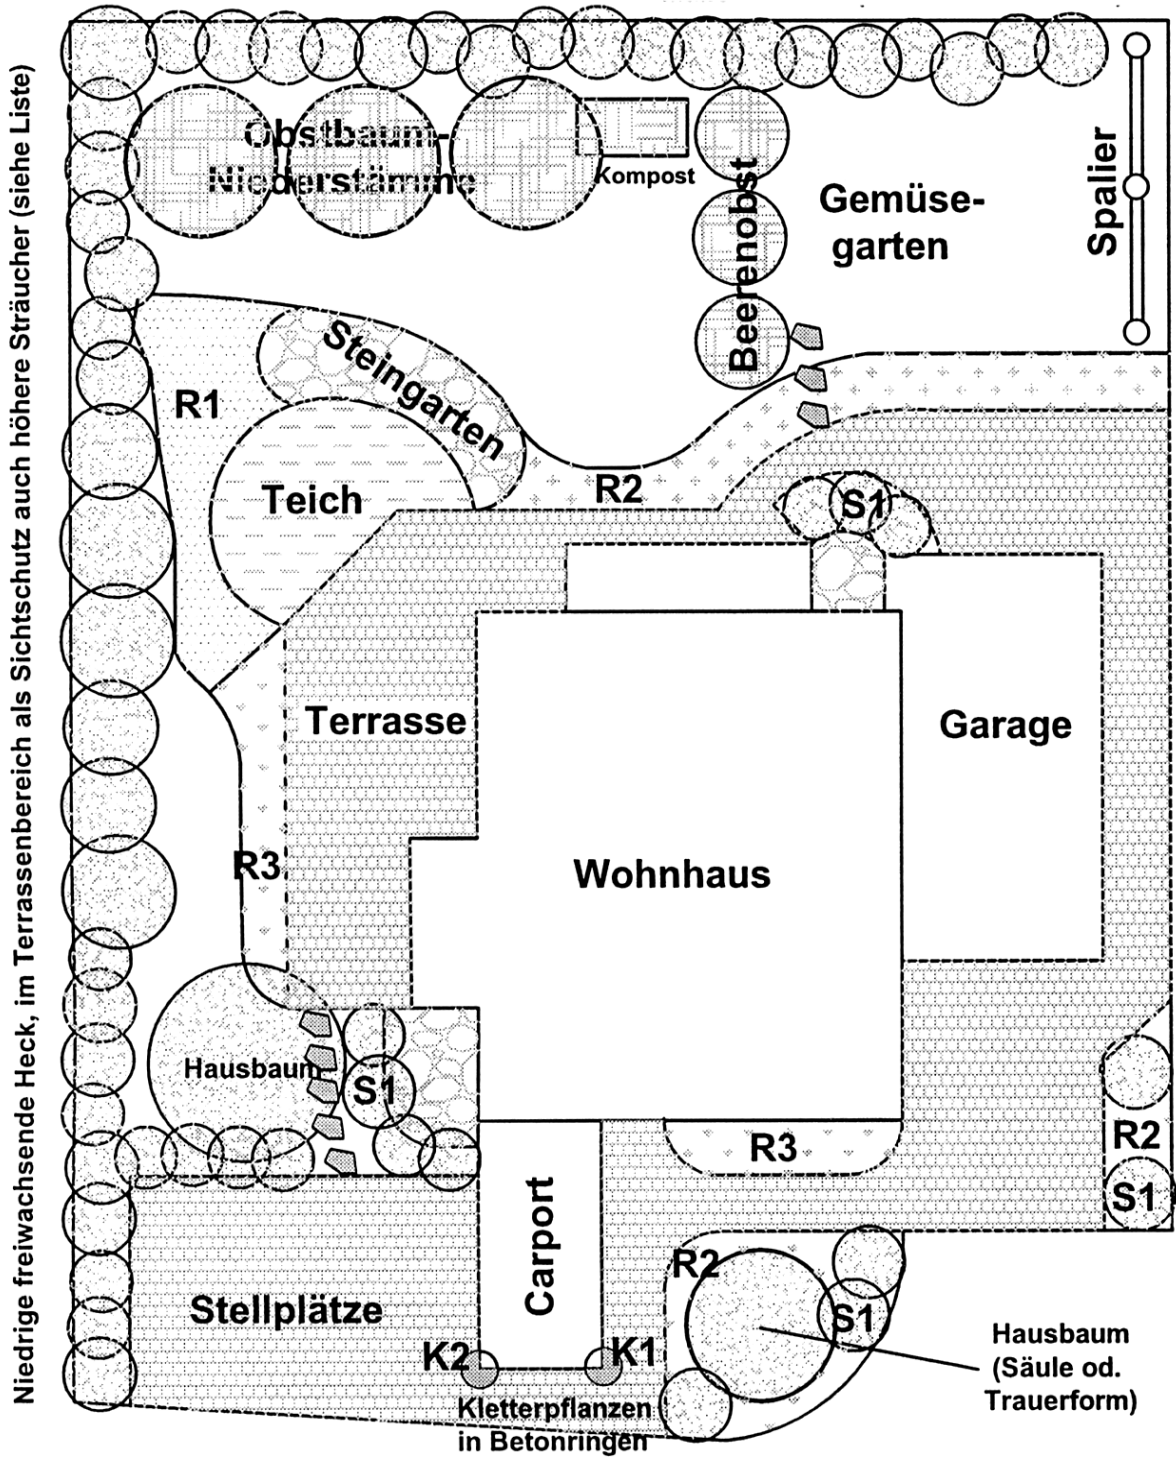 Niedrige freiwachsende Heck, im Terrassenbereich als Sichtschutz auch höhere Sträucher (siehe Liste)
Obstbaum-
Niederstämme
Kompost
Beerenobst
Gemüse-
garten
Spalier
Steingarten
R1
Teich
R2
S1
Terrasse
Garage
R3
Wohnhaus
Hausbaum
S1
R3
R2
S1
Carport
R2
Stellplätze
S1
K2
K1
Kletterpflanzen
in Betonringen
Hausbaum
(Säule od.
Trauerform)